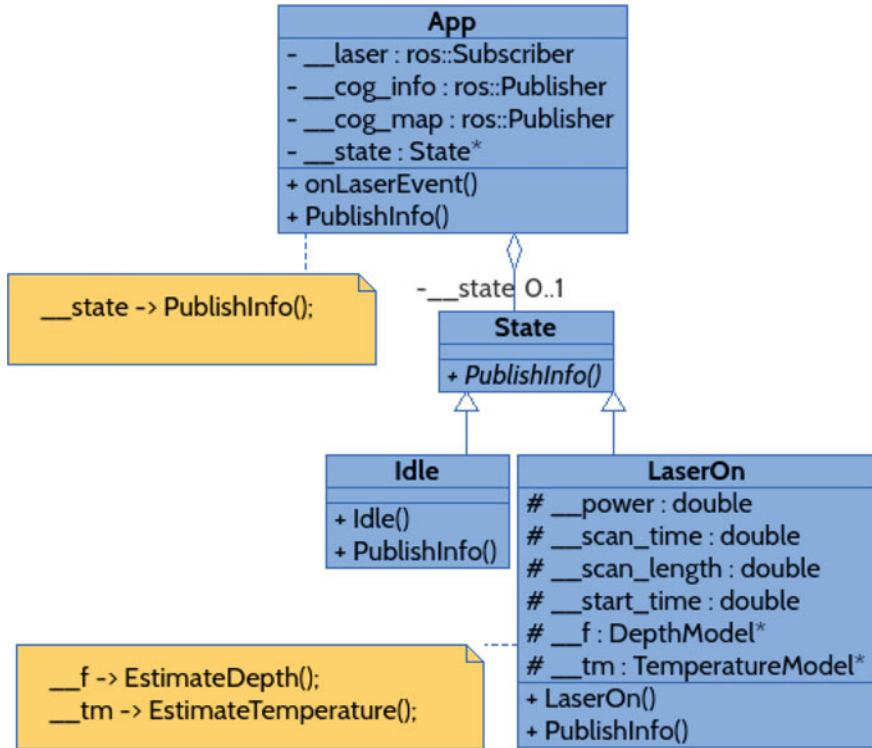 App
- __laser : ros::Subscriber
- __cog_info : ros::Publisher
- __cog_map : ros::Publisher
- __state : State*
+ onLaserEvent()
+ PublishInfo()
__state -> PublishInfo();
-__state 0..1
State
+ PublishInfo()
Idle
+ Idle()
+ PublishInfo()
LaserOn
# __power : double
# __scan_time : double
# __scan_length : double
# __start_time : double
# __f : DepthModel*
# __tm : TemperatureModel*
+ LaserOn()
+ PublishInfo()
__f -> EstimateDepth();
__tm -> EstimateTemperature();